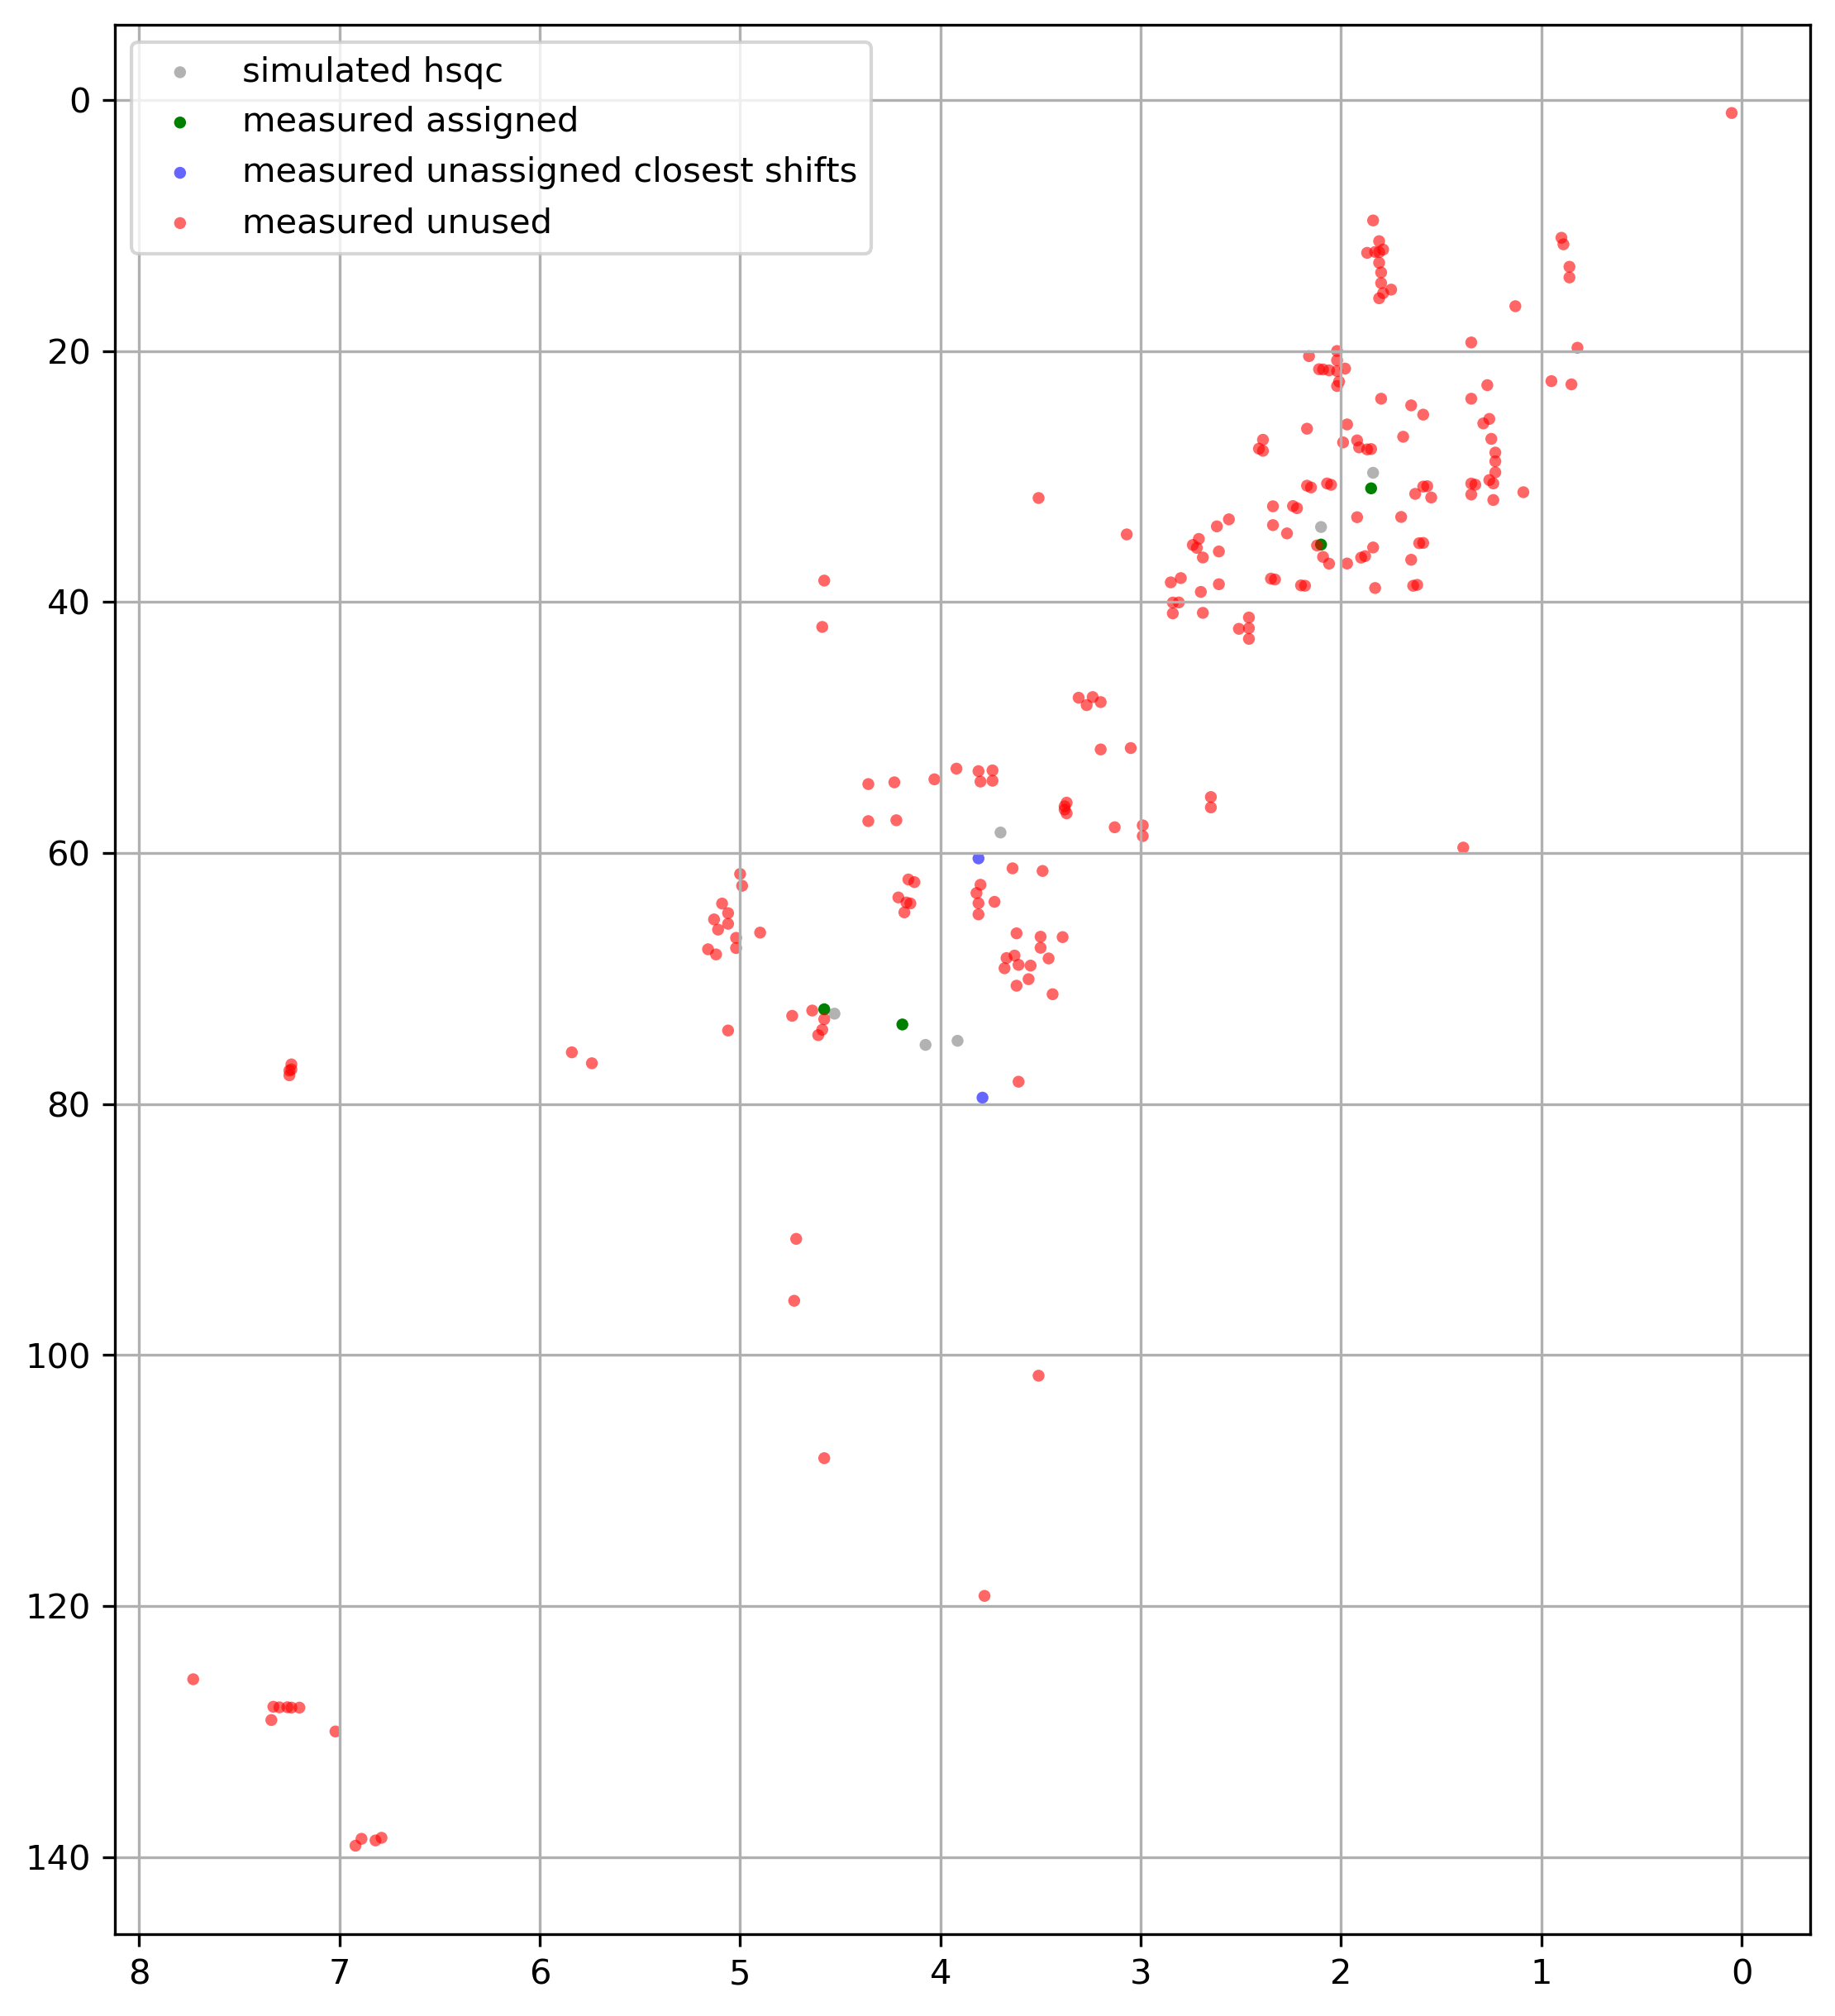 simulated hsqc
measured assigned
measured unassigned closest shifts
measured unused
0
20
40
60
80
100
120
140
8 7 6 5 4 3 2 1 0